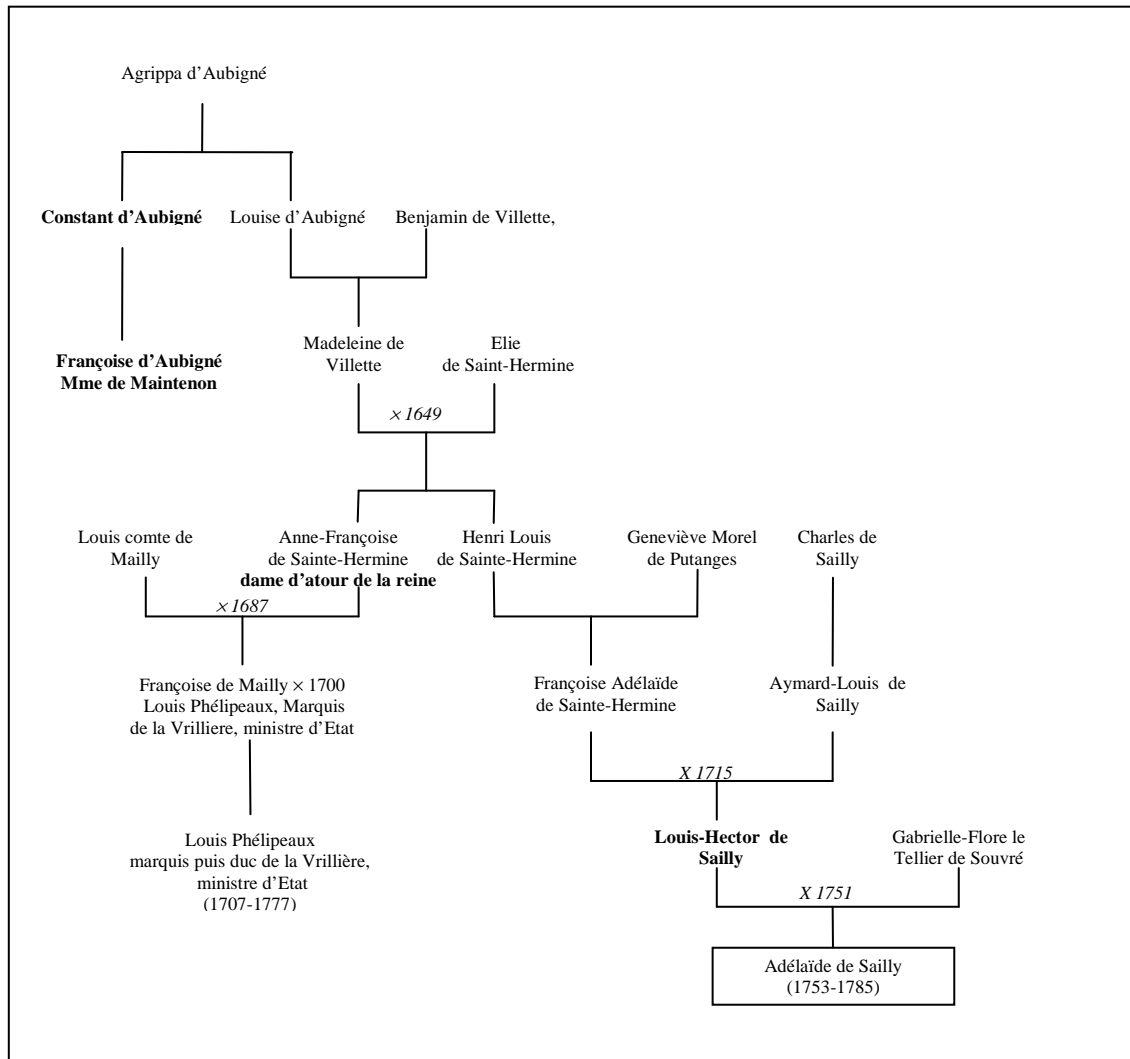 Agrippa d’Aubigné
Constant d’Aubigné
Louise d’Aubigné
Benjamin de Villette,
Françoise d’Aubigné
Mme de Maintenon
Madeleine de
Villette
Elie
de Saint-Hermine
× 1649
Louis comte de
Mailly
Anne-Françoise
de Sainte-Hermine
dame d’atour de la reine
Henri Louis
de Sainte-Hermine
Geneviève Morel
de Putanges
Charles de
Sailly
× 1687
Françoise de Mailly × 1700
Louis Phélipeaux, Marquis
de la Vrilliere, ministre d’Etat
Françoise Adélaïde
de Sainte-Hermine
Aymard-Louis de
Sailly
X 1715
Louis Phélipeaux
marquis puis duc de la Vrillière,
ministre d’Etat
(1707-1777)
Louis-Hector de
Sailly
Gabrielle-Flore le
Tellier de Souvré
X 1751
Adélaïde de Sailly
(1753-1785)